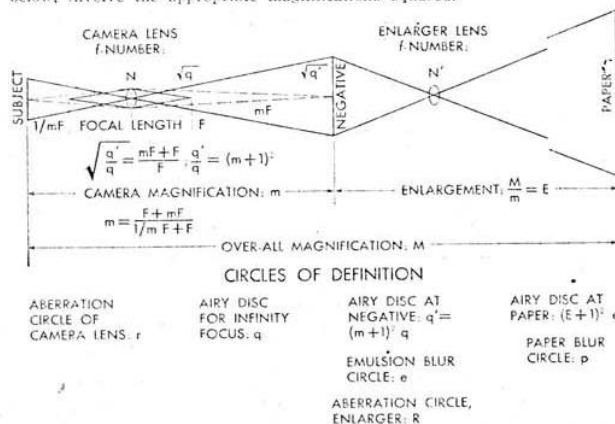 below, involve the appropriate magnifications squared.
CAMERA LENS
f-NUMBER:
ENLARGER LENS
f-NUMBER:
SUBJECT
N
√q
√q'
NEGATIVE
N'
PAPER
1/mF FOCAL LENGTH F
mF
√q'/q = mF + F/F; q'/q = (m+1)²
CAMERA MAGNIFICATION: m
ENLARGEMENT: M/m = E
m = F + mF/1/m F + F
OVER-ALL MAGNIFICATION: M
CIRCLES OF DEFINITION
ABERRATION
CIRCLE OF
CAMERA LENS: r
AIRY DISC
FOR INFINITY
FOCUS: q
AIRY DISC AT
NEGATIVE: q'=
(m+1)² q
EMULSION BLUR
CIRCLE: e
ABERRATION CIRCLE,
ENLARGER: R
AIRY DISC AT
PAPER: (E+1)²
PAPER BLUR
CIRCLE: p